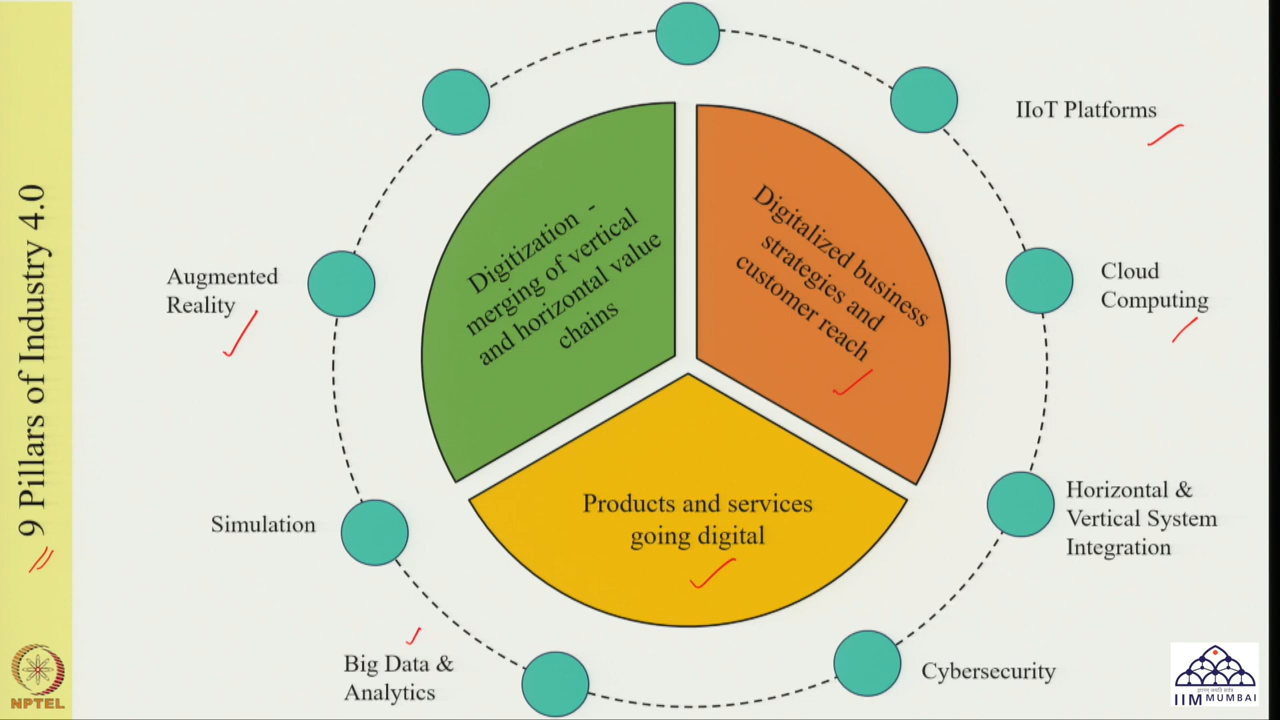 9 Pillars of Industry 4.0
IIoT Platforms
Digitization -
merging of vertical
and horizontal value
chains
Digitalized business
strategies and
customer reach
Augmented
Reality
Cloud
Computing
Products and services
going digital
Horizontal &
Vertical System
Integration
Simulation
Big Data &
Analytics
Cybersecurity
NPTEL
IIM MUMBAI